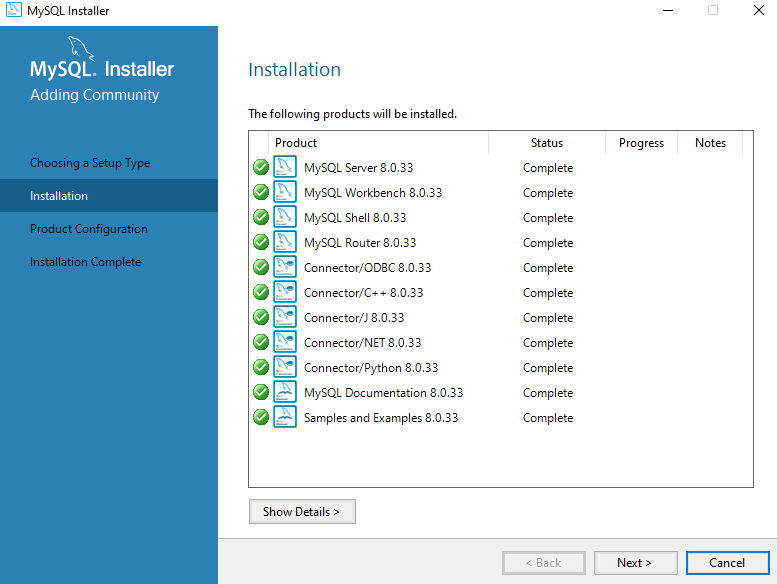 MySQL Installer
MySQL. Installer
Adding Community
Choosing a Setup Type
Installation
Product Configuration
Installation Complete
Installation
The following products will be installed.
Product Status Progress Notes
MySQL Server 8.0.33 Complete
MySQL Workbench 8.0.33 Complete
MySQL Shell 8.0.33 Complete
MySQL Router 8.0.33 Complete
Connector/ODBC 8.0.33 Complete
Connector/C++ 8.0.33 Complete
Connector/J 8.0.33 Complete
Connector/NET 8.0.33 Complete
Connector/Python 8.0.33 Complete
MySQL Documentation 8.0.33 Complete
Samples and Examples 8.0.33 Complete
Show Details >
< Back Next > Cancel